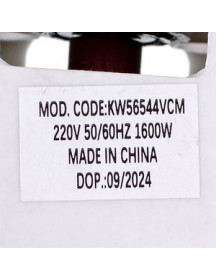 MOD. CODE:KW56544VCM
220V 50/60HZ 1600W
MADE IN CHINA
DOP.:09/2024